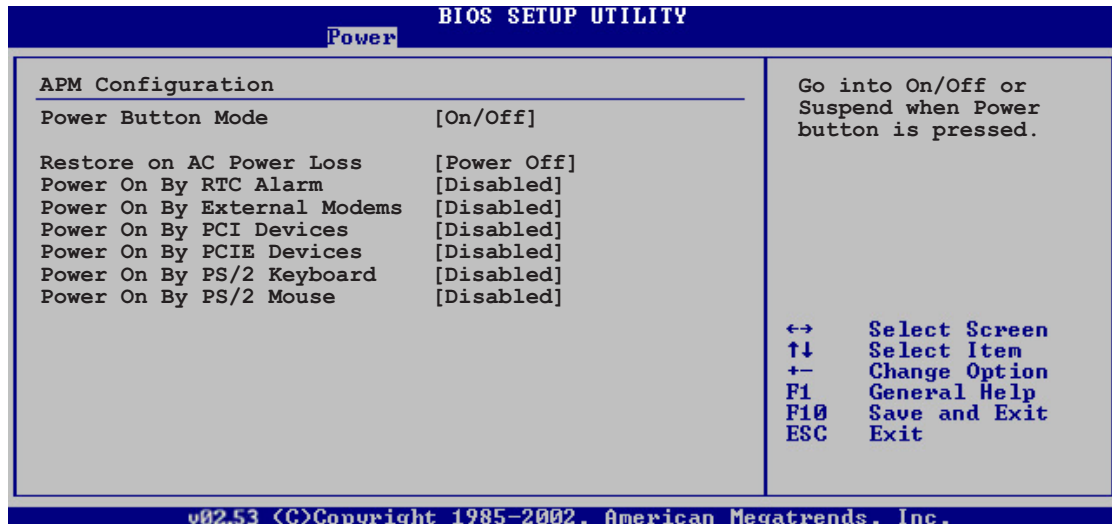 BIOS SETUP UTILITY
Power
APM Configuration
Power Button Mode [On/Off]
Restore on AC Power Loss [Power Off]
Power On By RTC Alarm [Disabled]
Power On By External Modems [Disabled]
Power On By PCI Devices [Disabled]
Power On By PCIE Devices [Disabled]
Power On By PS/2 Keyboard [Disabled]
Power On By PS/2 Mouse [Disabled]
Go into On/Off or
Suspend when Power
button is pressed.
←→ Select Screen
↑↓ Select Item
+- Change Option
F1 General Help
F10 Save and Exit
ESC Exit
v02.53 (C)Copyright 1985-2002, American Megatrends, Inc.